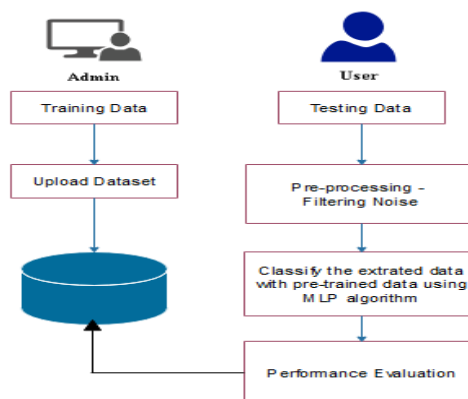 Admin
User
Training Data
Testing Data
Upload Dataset
Pre-processing -
Filtering Noise
Classify the extrated data
with pre-trained data using
MLP algorithm
Performance Evaluation